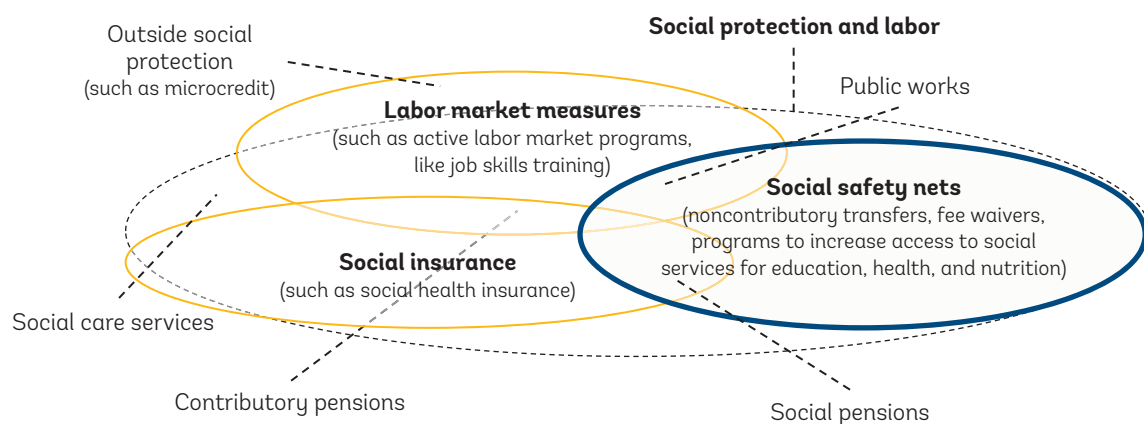 Outside social
protection
(such as microcredit)
Social protection and labor
Public works
Labor market measures
(such as active labor market programs,
like job skills training)
Social safety nets
(noncontributory transfers, fee waivers,
programs to increase access to social
services for education, health, and nutrition)
Social insurance
(such as social health insurance)
Social care services
Contributory pensions
Social pensions